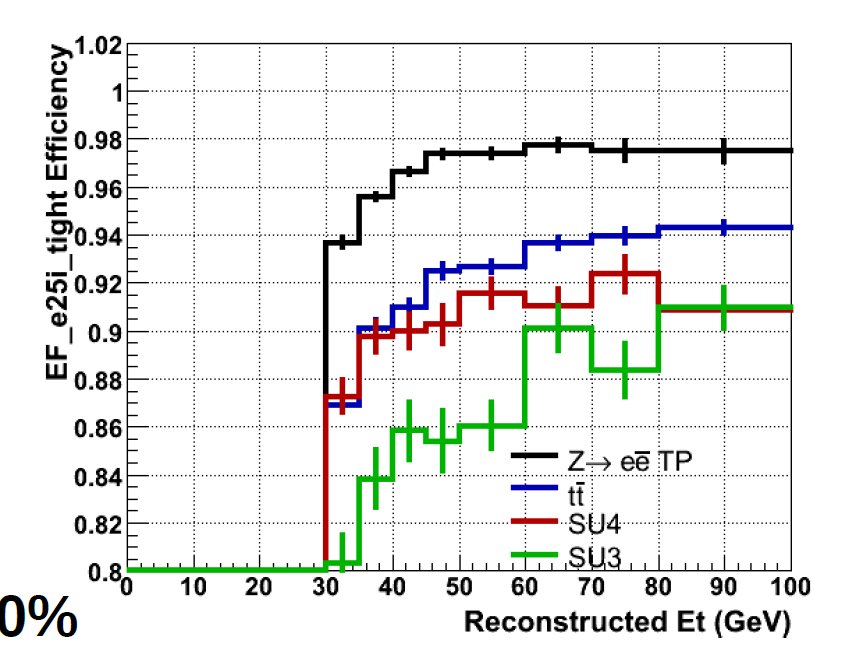 EF_e25i_tight Efficiency
1.02
1
0.98
0.96
0.94
0.92
0.9
0.88
0.86
0.84
0.82
0.8
Z→ ee̅ TP
tt̅
SU4
SU3
0 10 20 30 40 50 60 70 80 90 100
Reconstructed Et (GeV)
0%